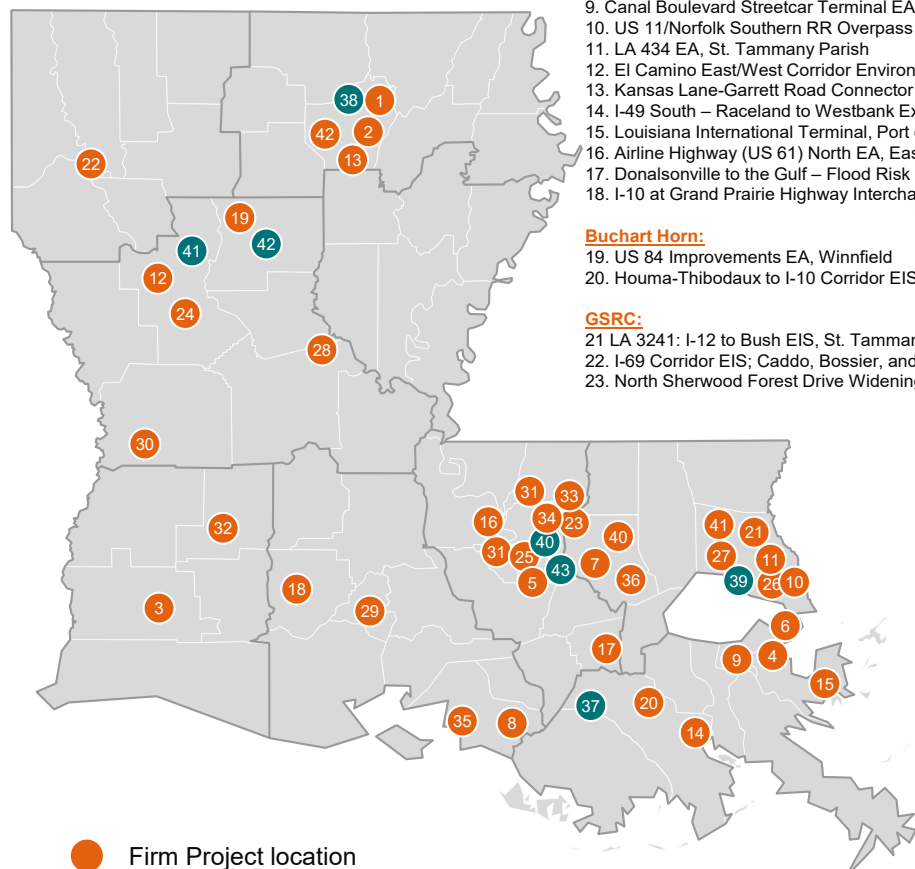 9. Canal Boulevard Streetcar Terminal EA
10. US 11/Norfolk Southern RR Overpass
11. LA 434 EA, St. Tammany Parish
12. El Camino East/West Corridor Environ
13. Kansas Lane-Garrett Road Connector
14. I-49 South – Raceland to Westbank Ex
15. Louisiana International Terminal, Port
16. Airline Highway (US 61) North EA, Eas
17. Donalsonville to the Gulf – Flood Risk
18. I-10 at Grand Prairie Highway Intercha
Buchart Horn:
19. US 84 Improvements EA, Winnfield
20. Houma-Thibodaux to I-10 Corridor EIS
GSRC:
21 LA 3241: I-12 to Bush EIS, St. Tammar
22. I-69 Corridor EIS; Caddo, Bossier, and
23. North Sherwood Forest Drive Widening
38
1
42
2
13
22
19
41
42
12
24
28
30
31
33
16
34
23
32
40
40
41
21
31
25
43
7
27
11
5
36
39
26
10
18
3
29
6
17
9
4
15
37
20
35
8
14
Firm Project location